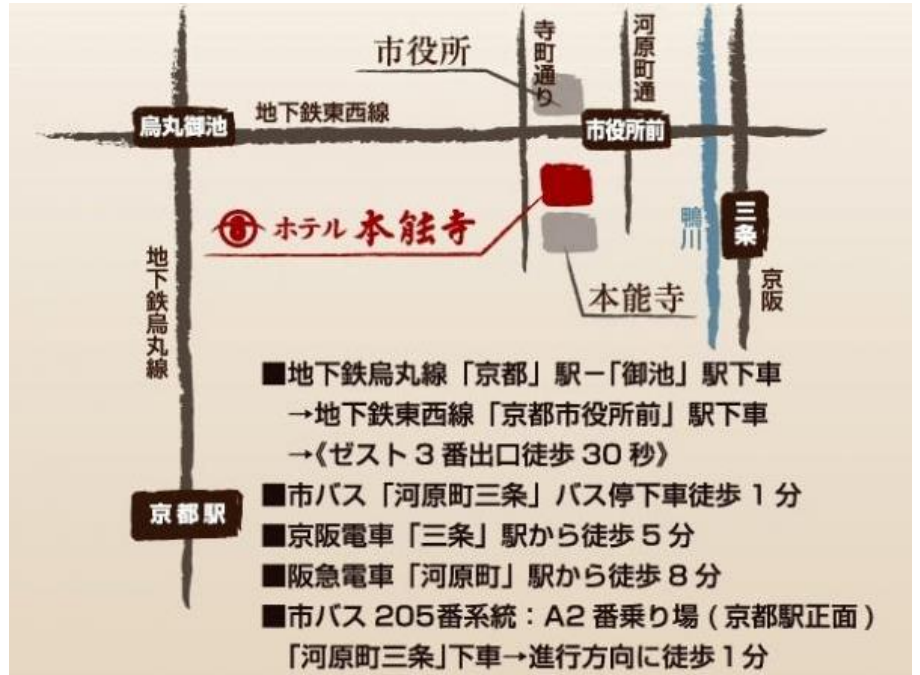 市役所
寺町通り
河原町通
烏丸御池
地下鉄東西線
市役所前
ホテル 本能寺
鴨川
三条
京阪
本能寺
地下鉄烏丸線
京都駅
■地下鉄烏丸線「京都」駅ー「御池」駅下車
→地下鉄東西線「京都市役所前」駅下車
→《ゼスト3番出口徒歩30秒》
■市バス「河原町三条」バス停下車徒歩1分
■京阪電車「三条」駅から徒歩5分
■阪急電車「河原町」駅から徒歩8分
■市バス205番系統：A2番乗り場(京都駅正面)
「河原町三条」下車→進行方向に徒歩1分